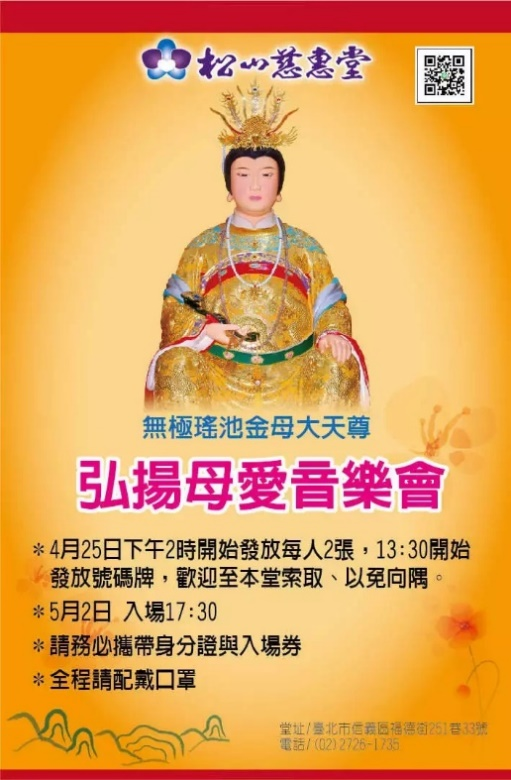 松山慈惠堂
無極瑤池金母大天尊
弘揚母愛音樂會
＊4月25日下午2時開始發放每人2張，13:30開始
發放號碼牌，歡迎至本堂索取、以免向隅。
＊5月2日 入場17:30
＊請務必攜帶身分證與入場券
＊全程請配戴口罩
堂址/臺北市信義區福德街251巷33號
電話/(02)2726-1735